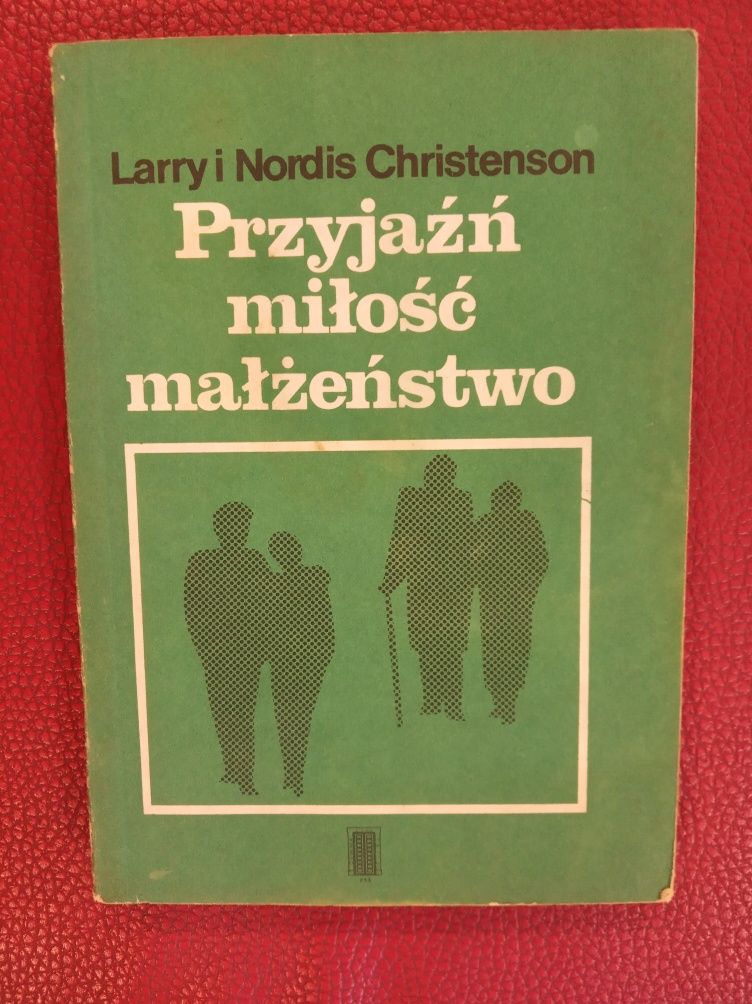 Larry i Nordis Christenson
Przyjaźń
miłość
małżeństwo